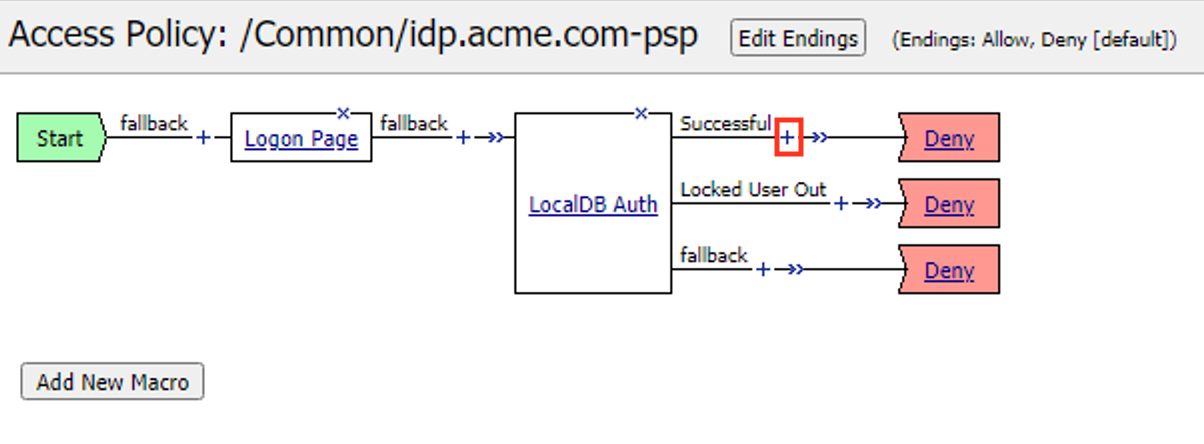 Access Policy: /Common/idp.acme.com-psp Edit Endings (Endings: Allow, Deny [default])
Start fallback + Logon Page × fallback + LocalDB Auth × Successful + Deny
Locked User Out + Deny
fallback + Deny
Add New Macro